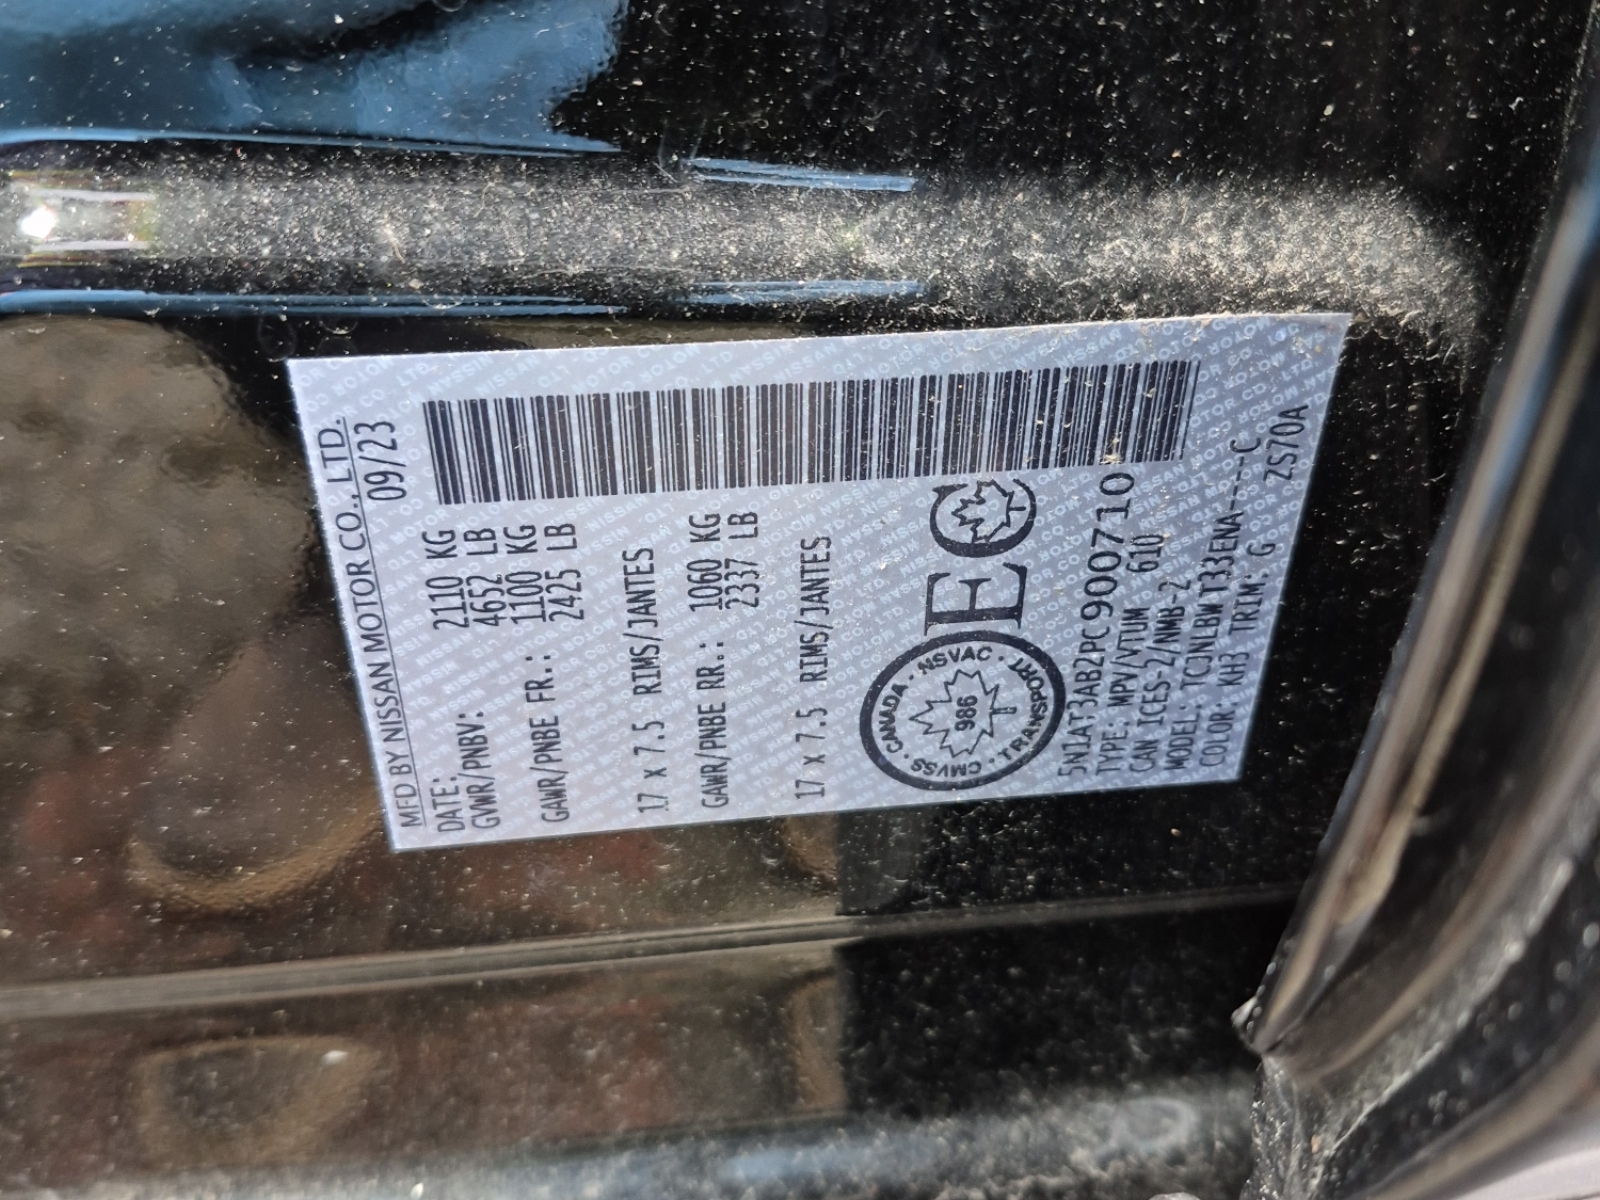 MFD BY NISSAN MOTOR CO., LTD.
DATE: 09/23
GVWR/PNBV: 2110 KG
4652 LB
GAWR/PNBE FR.: 1100 KG
2425 LB
17 x 7.5 RIMS/JANTES
GAWR/PNBE RR.: 1060 KG
2337 LB
17 x 7.5 RIMS/JANTES
CANADA · NSVAC · TRANSPORT · CMVSS ·
986
EC
5N1AT3AB2PC900710
TYPE: MPV/VTUM 610
CAN ICES-2/NMB-2
MODEL: TCJNLBWT33ENA----C
COLOR: KH3 TRIM: G ZS70A